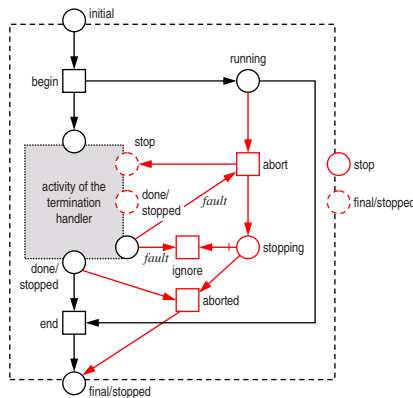 initial
running
begin
stop
abort
stop
activity of the
termination
handler
done/
stopped
fault
final/stopped
fault
stopping
done/
stopped
ignore
aborted
end
final/stopped